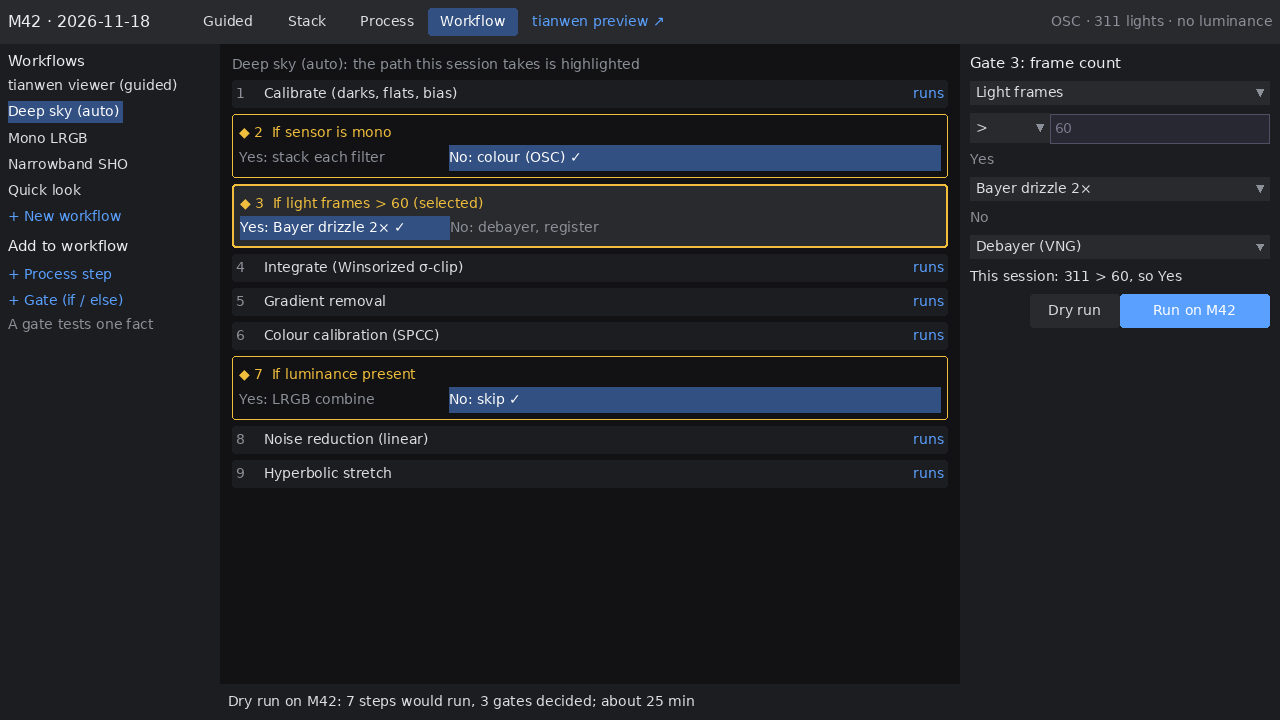 M42 · 2026-11-18 Guided Stack Process Workflow tianwen preview ↗ OSC · 311 lights · no luminance
Workflows
tianwen viewer (guided)
Deep sky (auto)
Mono LRGB
Narrowband SHO
Quick look
+ New workflow
Add to workflow
+ Process step
+ Gate (if / else)
A gate tests one fact
Deep sky (auto): the path this session takes is highlighted
1 Calibrate (darks, flats, bias) runs
◆ 2 If sensor is mono
Yes: stack each filter No: colour (OSC) ✓
◆ 3 If light frames > 60 (selected)
Yes: Bayer drizzle 2× ✓ No: debayer, register
4 Integrate (Winsorized σ-clip) runs
5 Gradient removal runs
6 Colour calibration (SPCC) runs
◆ 7 If luminance present
Yes: LRGB combine No: skip ✓
8 Noise reduction (linear) runs
9 Hyperbolic stretch runs
Dry run on M42: 7 steps would run, 3 gates decided; about 25 min
Gate 3: frame count
Light frames ▼
> ▼ 60
Yes
Bayer drizzle 2× ▼
No
Debayer (VNG) ▼
This session: 311 > 60, so Yes
Dry run Run on M42